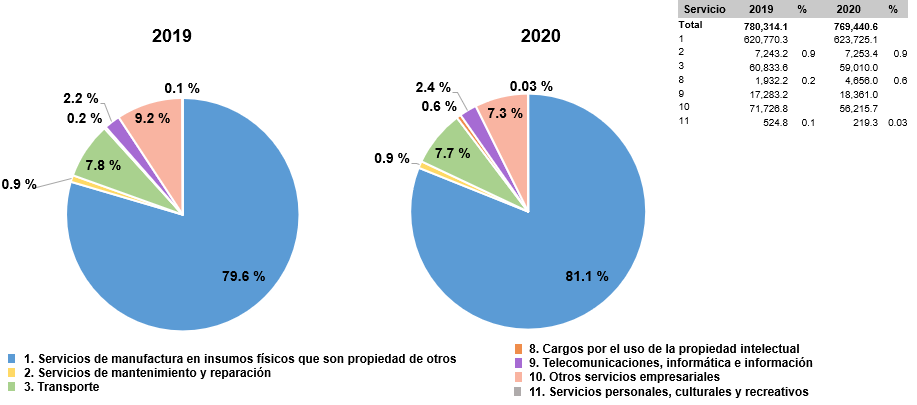 Servicio 2019 % 2020 %
Total 780,314.1 769,440.6
1 620,770.3 623,725.1
2 7,243.2 0.9 7,253.4 0.9
3 60,833.6 59,010.0
8 1,932.2 0.2 4,656.0 0.6
9 17,283.2 18,361.0
10 71,726.8 56,215.7
11 524.8 0.1 219.3 0.03
2019
0.1 %
2.2 %
0.2 %
9.2 %
7.8 %
0.9 %
79.6 %
2020
0.03 %
2.4 %
0.6 %
7.3 %
7.7 %
0.9 %
81.1 %
1. Servicios de manufactura en insumos físicos que son propiedad de otros
2. Servicios de mantenimiento y reparación
3. Transporte
8. Cargos por el uso de la propiedad intelectual
9. Telecomunicaciones, informática e información
10. Otros servicios empresariales
11. Servicios personales, culturales y recreativos